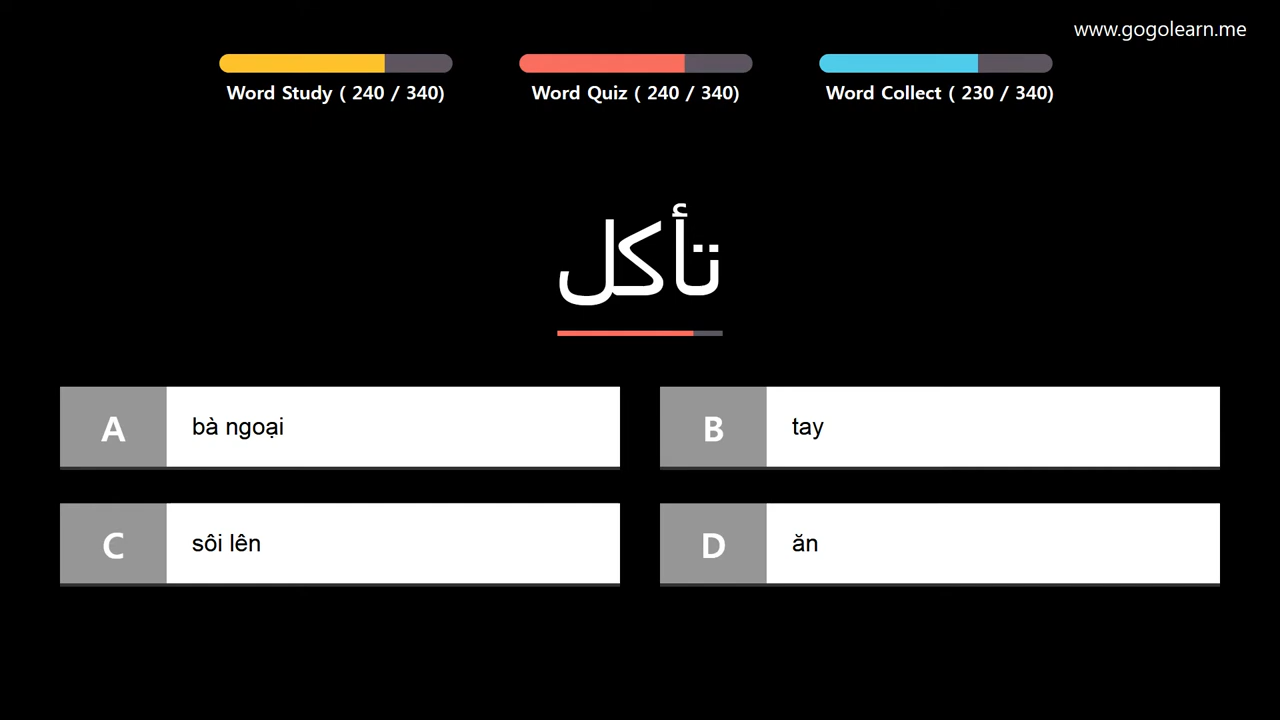 www.gogolearn.me
Word Study ( 240 / 340)
Word Quiz ( 240 / 340)
Word Collect ( 230 / 340)
تأكل
A
bà ngoại
B
tay
C
sôi lên
D
ăn